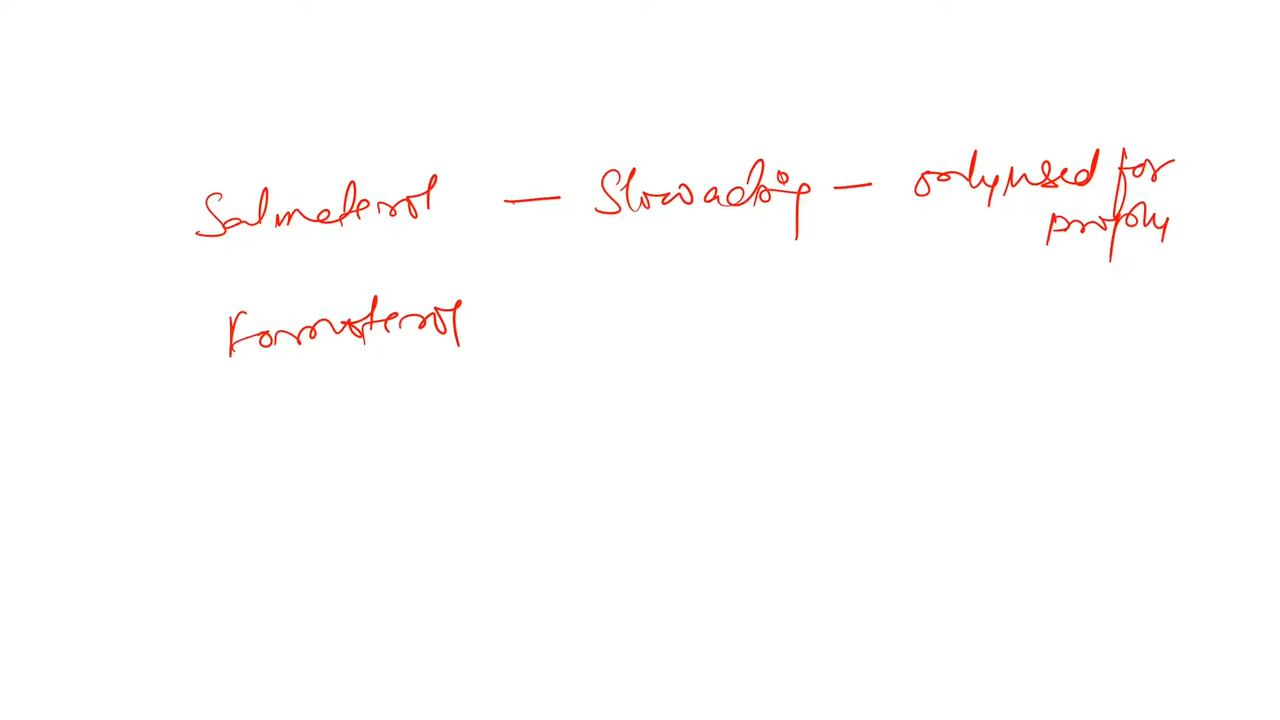 Salmeterol — Slow acting — only used for
prophy
Formoterol